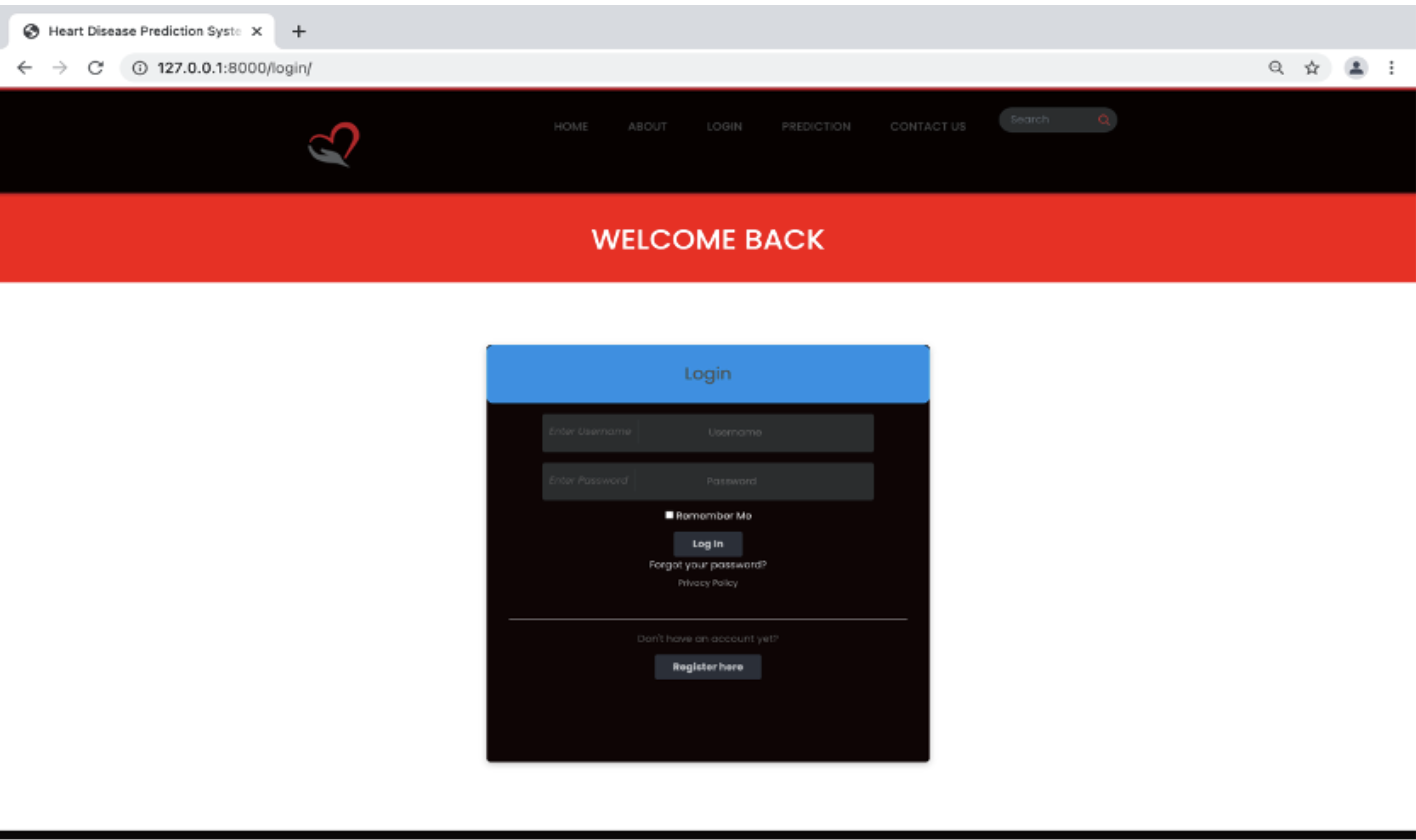 Heart Disease Prediction Syste
127.0.0.1:8000/login/
HOME ABOUT LOGIN PREDICTION CONTACT US Search
WELCOME BACK
Login
Enter Username Username
Enter Password Password
Remember Me
Log In
Forgot your password?
Privacy Policy
Don't have an account yet?
Register here